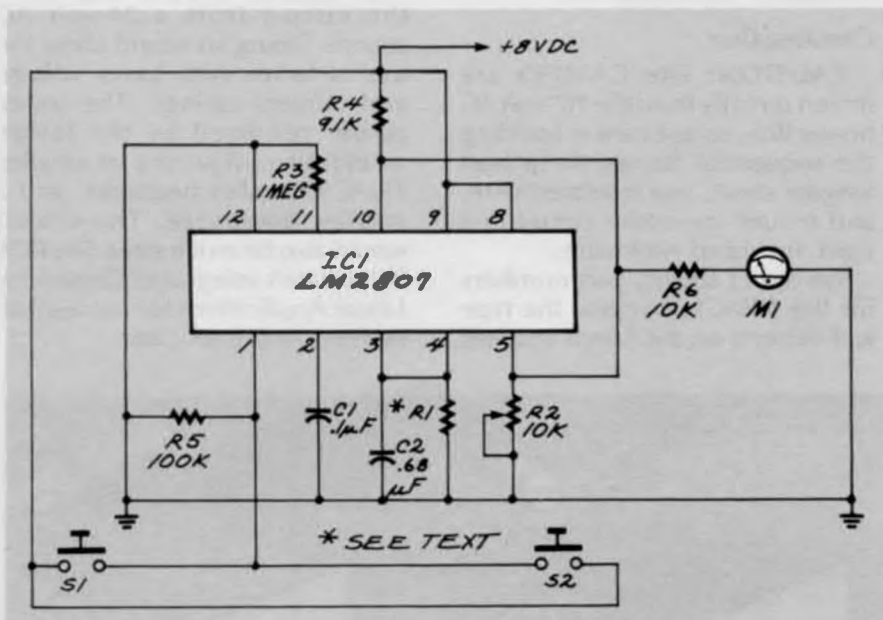 +8VDC
R4
9.1K
R3
1MEG
12 11 10 9 8
IC1
LM2807
R6
10K
M1
1 2 3 4 5
R5
100K
C1
.1µF
C2
.68
µF
* R1
R2
10K
* SEE TEXT
S1
S2